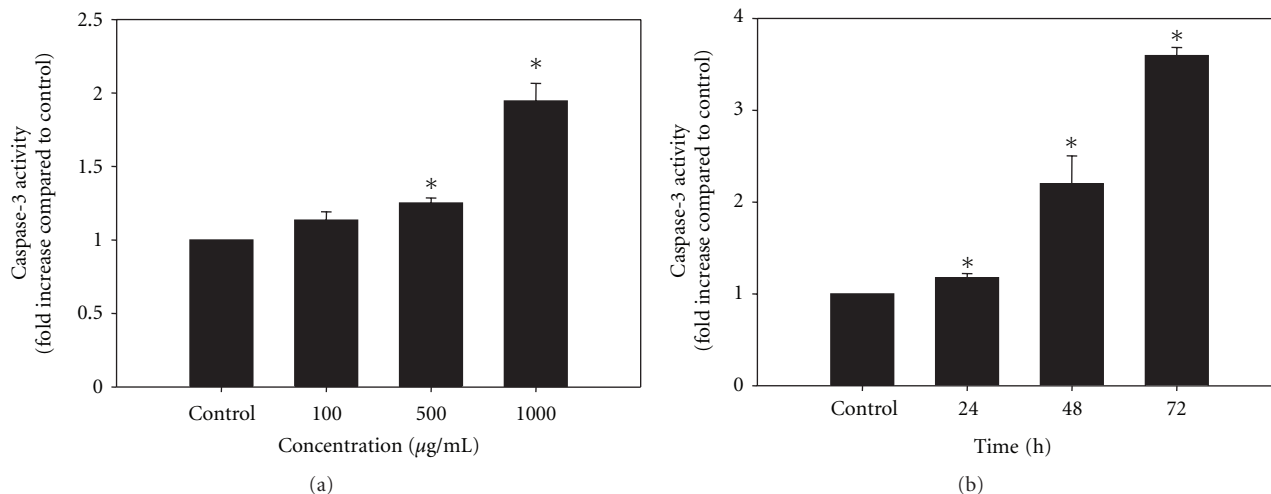 Caspase-3 activity
(fold increase compared to control)
2.5
2
1.5
1
0.5
0
*
*
Control 100 500 1000
Concentration (μg/mL)
(a)
Caspase-3 activity
(fold increase compared to control)
4
3
2
1
0
*
*
*
Control 24 48 72
Time (h)
(b)